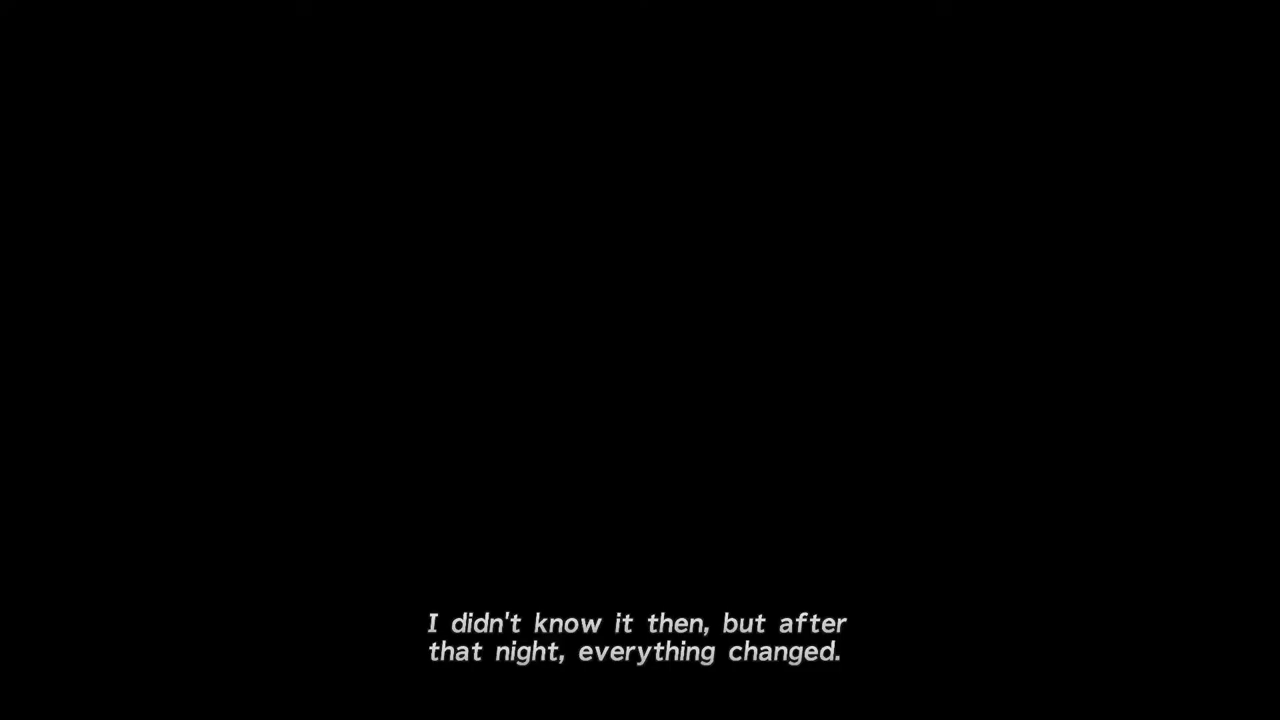 I didn't know it then, but after
that night, everything changed.